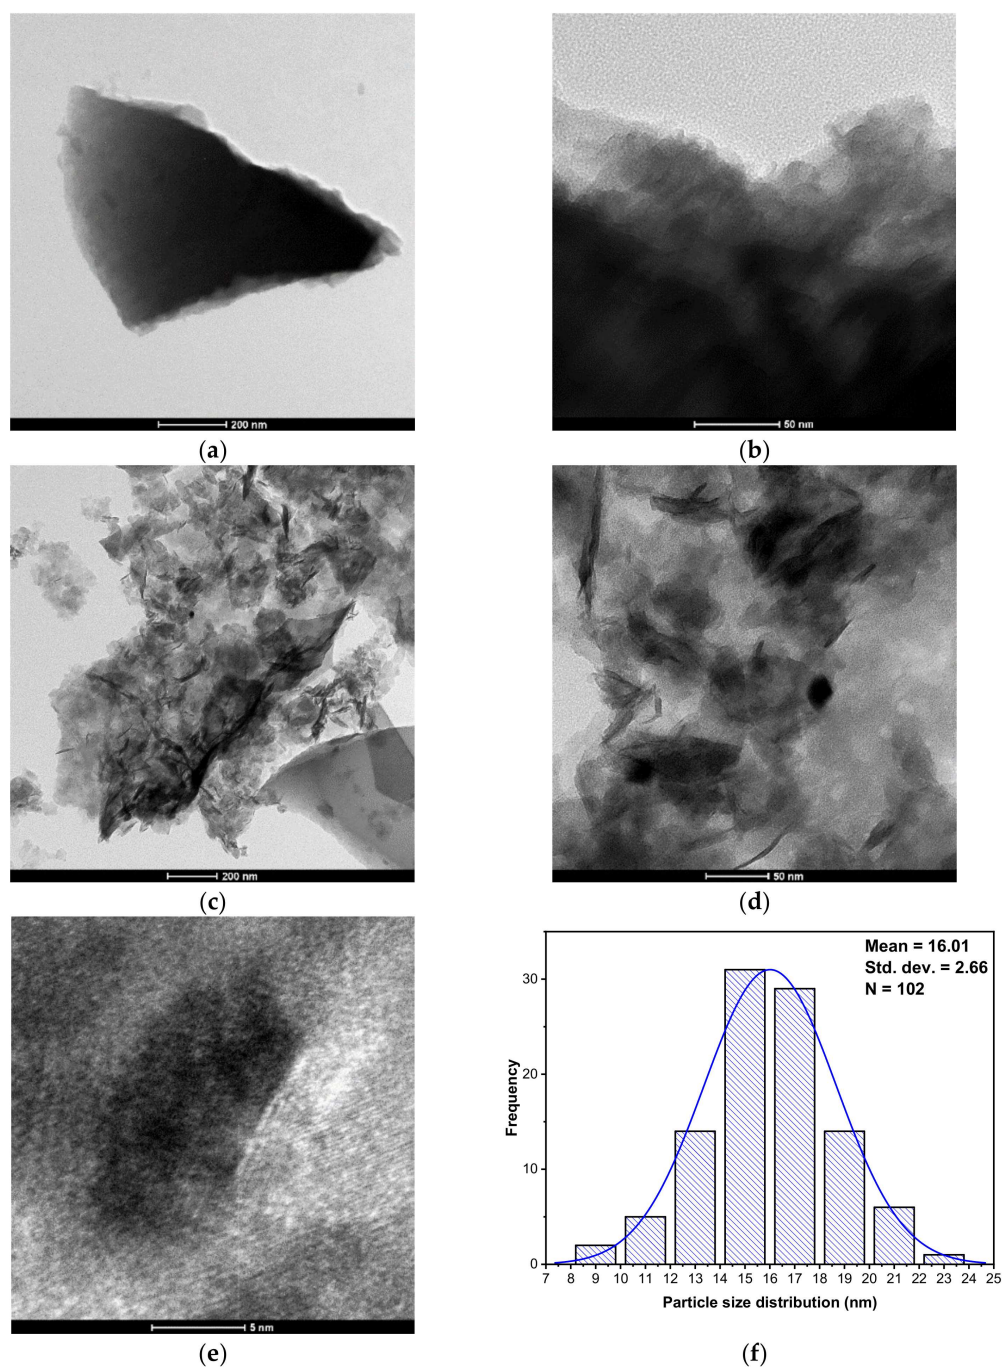 200 nm
50 nm
(a)
(b)
200 nm
50 nm
(c)
(d)
5 nm
(e)
Mean = 16.01
Std. dev. = 2.66
N = 102
Frequency
30
20
10
0
7 8 9 10 11 12 13 14 15 16 17 18 19 20 21 22 23 24 25
Particle size distribution (nm)
(f)